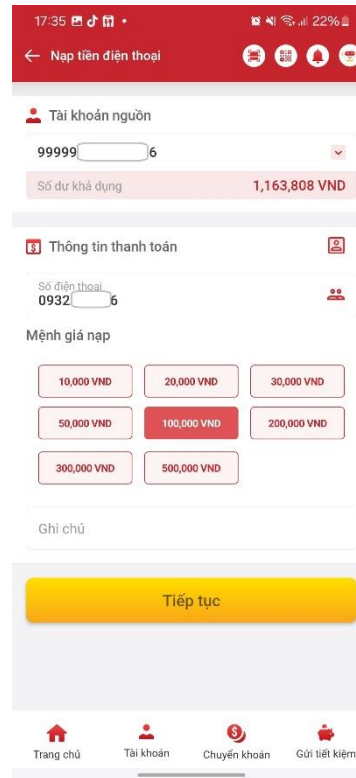 17:35 22%
Nạp tiền điện thoại
Tài khoản nguồn
99999 6
Số dư khả dụng 1,163,808 VND
Thông tin thanh toán
Số điện thoại
0932 6
Mệnh giá nạp
10,000 VND 20,000 VND 30,000 VND
50,000 VND 100,000 VND 200,000 VND
300,000 VND 500,000 VND
Ghi chú
Tiếp tục
Trang chủ Tài khoản Chuyển khoản Gửi tiết kiệm